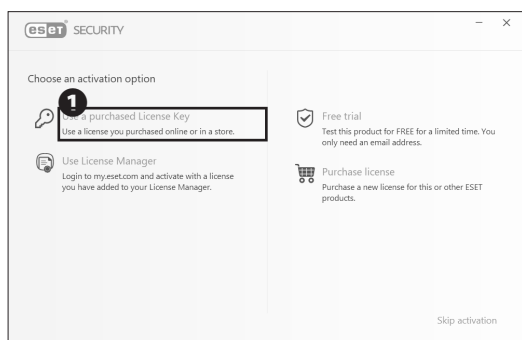 eset SECURITY
Choose an activation option
1
Use a purchased License Key
Use a license you purchased online or in a store.
Use License Manager
Login to my.eset.com and activate with a license
you have added to your License Manager.
Free trial
Test this product for FREE for a limited time. You
only need an email address.
Purchase license
Purchase a new license for this or other ESET
products.
Skip activation